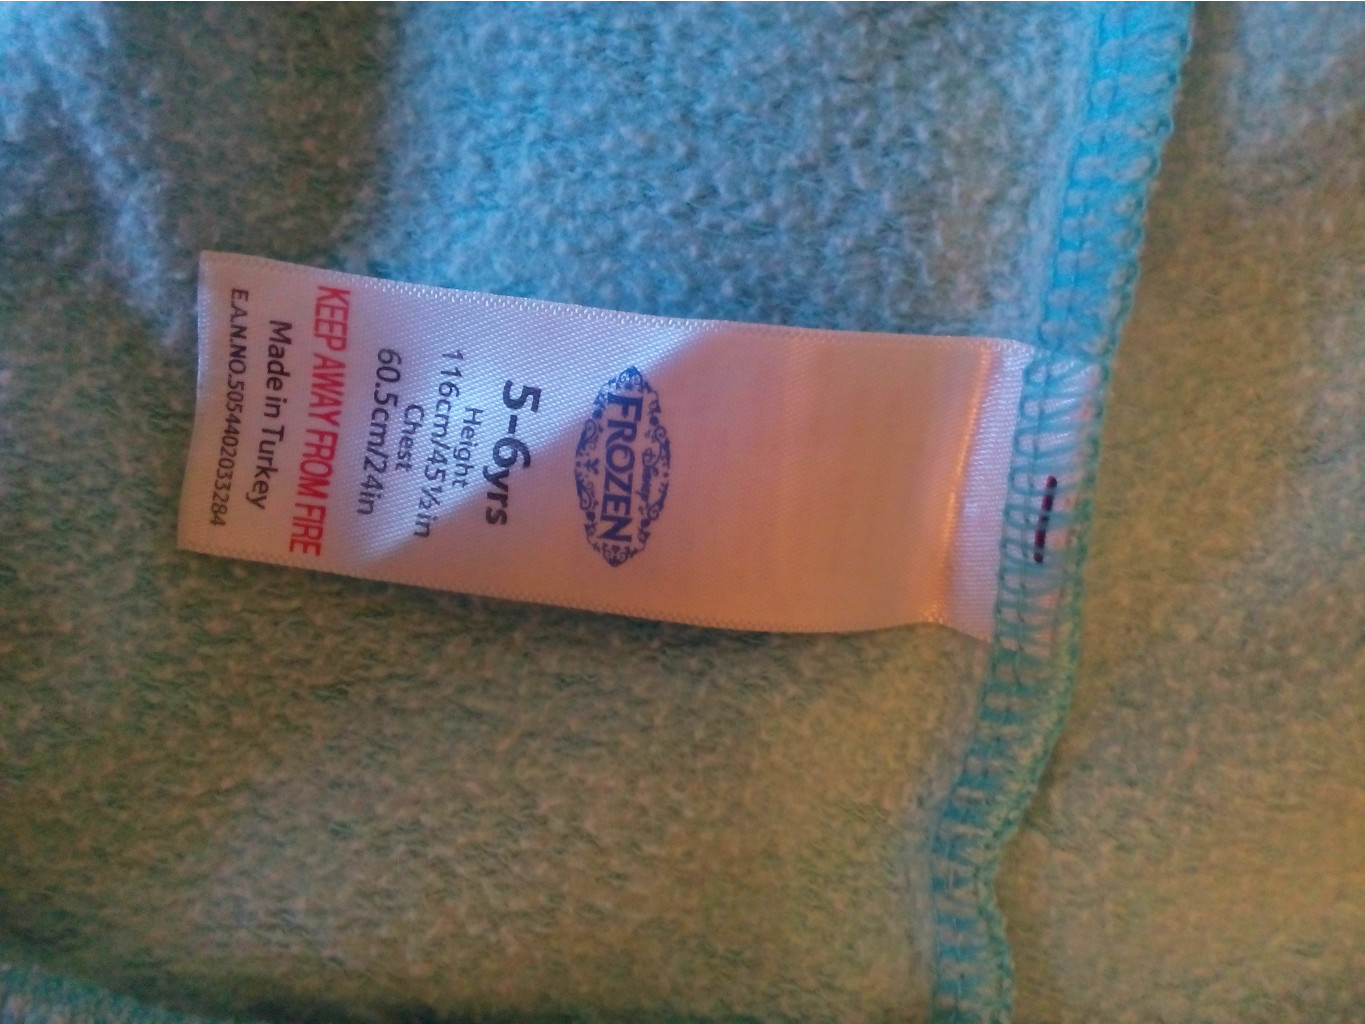 Disney
FROZEN
5-6yrs
Height
116cm/45½in
Chest
60.5cm/24in
KEEP AWAY FROM FIRE
Made in Turkey
E.A.N.NO.5054402033284